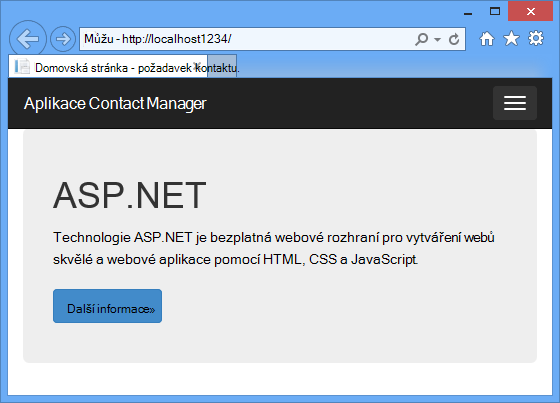 Můžu - http://localhost1234/
Domovská stránka - požadavek kontaktu.
Aplikace Contact Manager
ASP.NET
Technologie ASP.NET je bezplatná webové rozhraní pro vytváření webů
skvělé a webové aplikace pomocí HTML, CSS a JavaScript.
Další informace»